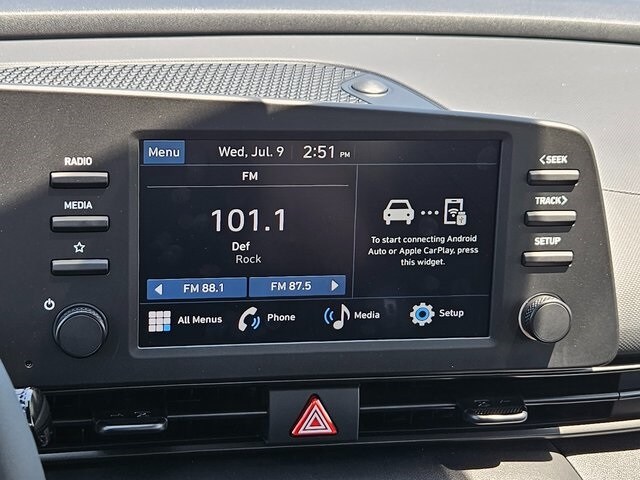 RADIO
MEDIA
Menu
Wed, Jul. 9
2:51 PM
FM
101.1
Def
Rock
FM 88.1
FM 87.5
To start connecting Android
Auto or Apple CarPlay, press
this widget.
All Menus
Phone
Media
Setup
<SEEK
TRACK>
SETUP